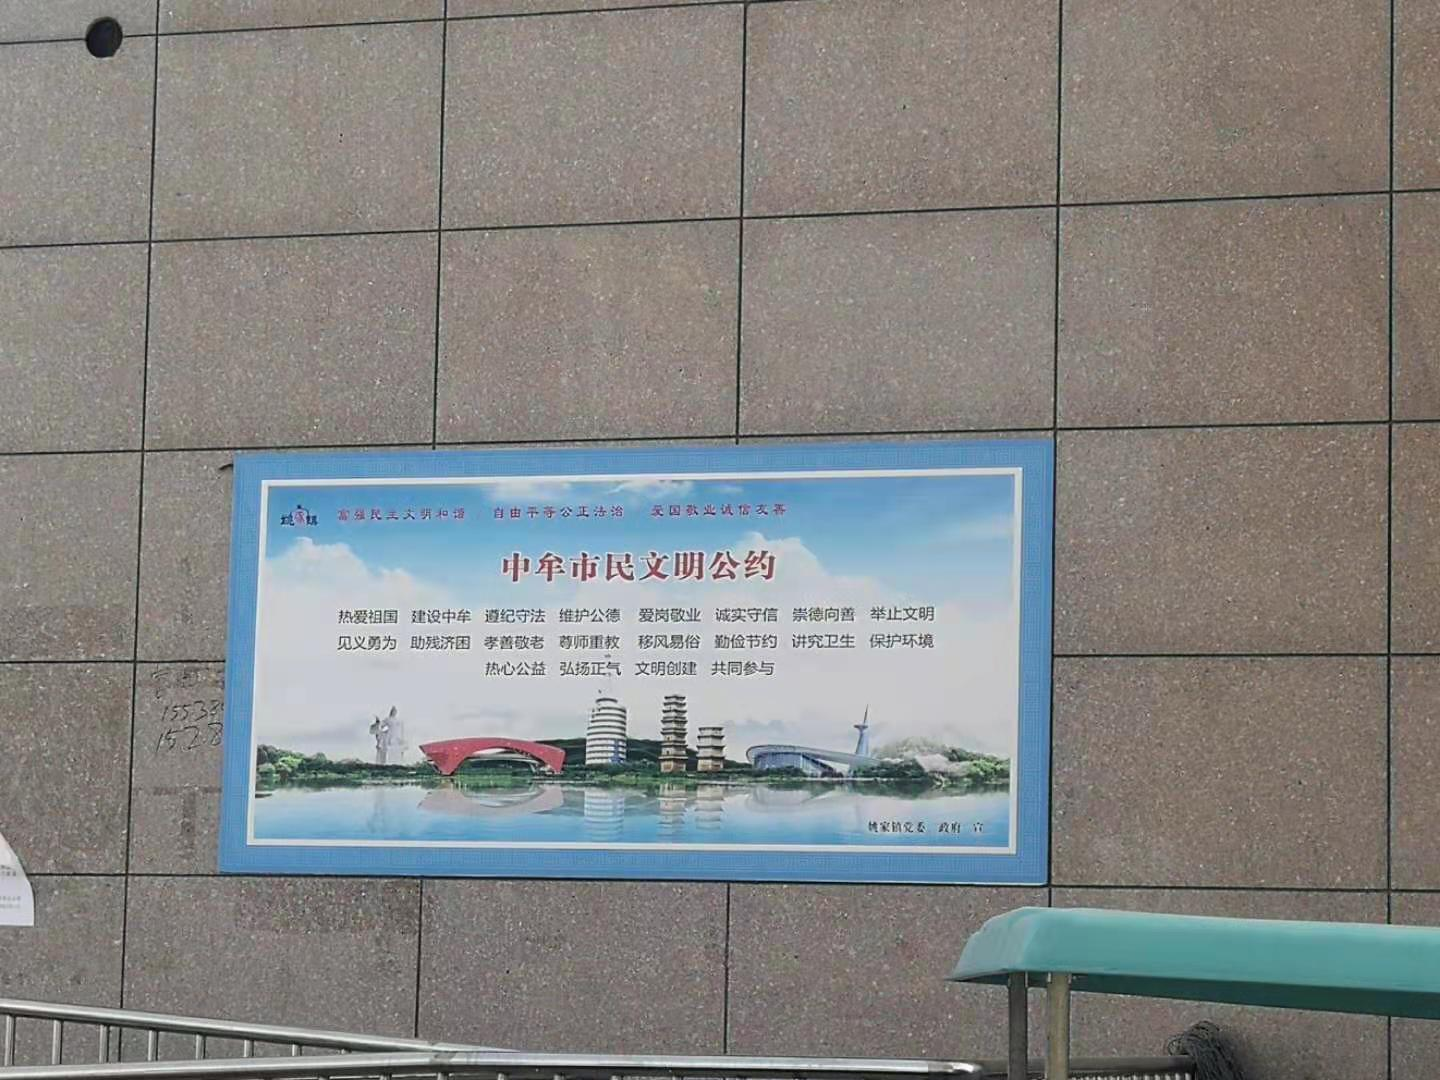 姚家镇 富强民主文明和谐 自由平等公正法治 爱国敬业诚信友善
中牟市民文明公约
热爱祖国 建设中牟 遵纪守法 维护公德 爱岗敬业 诚实守信 崇德向善 举止文明
见义勇为 助残济困 孝善敬老 尊师重教 移风易俗 勤俭节约 讲究卫生 保护环境
热心公益 弘扬正气 文明创建 共同参与
姚家镇党委 政府 宣